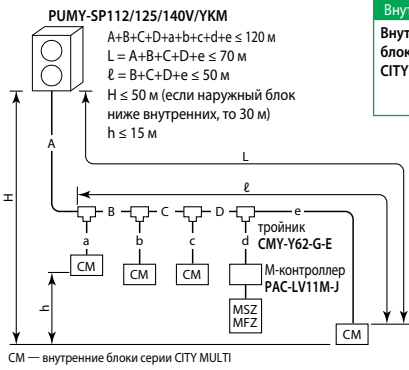 PUMY-SP112/125/140V/YKM
A+B+C+D+a+b+c+d+e ≤ 120 м
L = A+B+C+D+e ≤ 70 м
ℓ = B+C+D+e ≤ 50 м
H ≤ 50 м (если наружный блок
ниже внутренних, то 30 м)
h ≤ 15 м
Внут
Внут
блок
CITY
A
L
H
ℓ
B
C
D
e
тройник
CMY-Y62-G-E
a
b
c
d
CM
CM
CM
М-контроллер
PAC-LV11M-J
h
MSZ
MFZ
CM
CM — внутренние блоки серии CITY MULTI